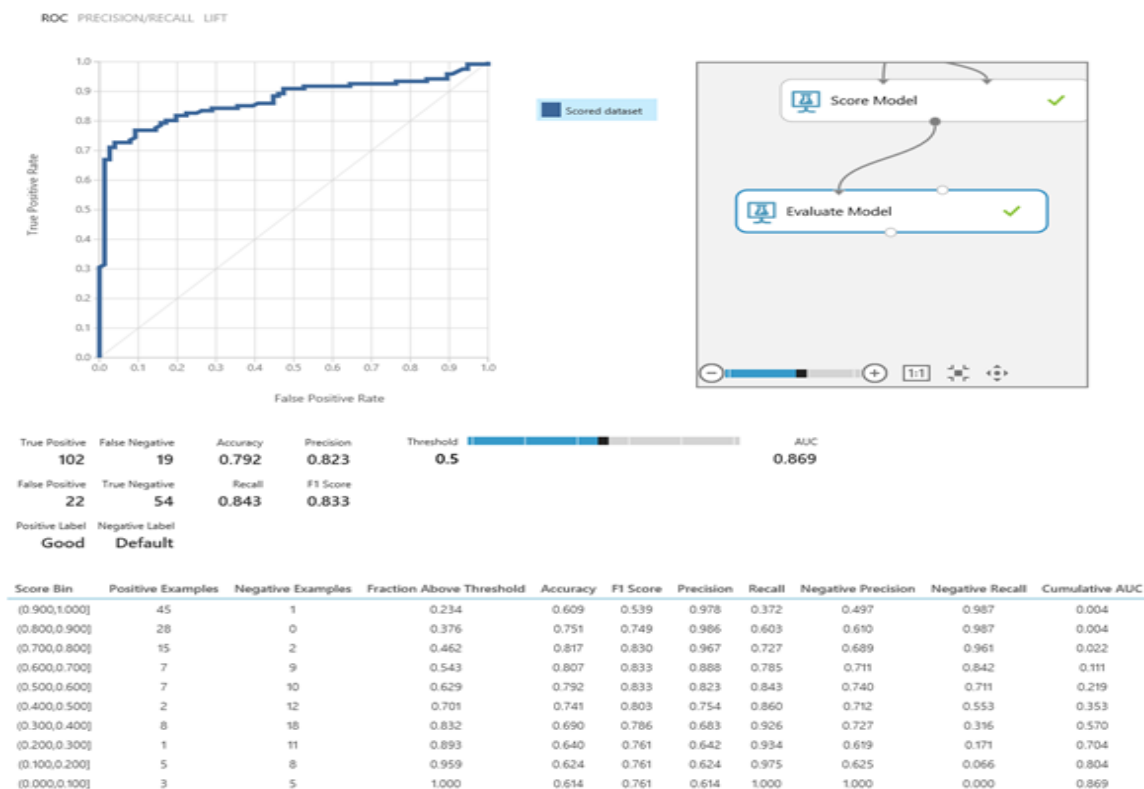 ROC PRECISION/RECALL LIFT
1.0
0.9
0.8
0.7
0.6
0.5
0.4
0.3
0.2
0.1
0.0
True Positive Rate
0.0 0.1 0.2 0.3 0.4 0.5 0.6 0.7 0.8 0.9 1.0
False Positive Rate
Scored dataset
Score Model
Evaluate Model
1:1
True Positive False Negative Accuracy Precision Threshold AUC
102 19 0.792 0.823 0.5 0.869
False Positive True Negative Recall F1 Score
22 54 0.843 0.833
Positive Label Negative Label
Good Default
Score Bin Positive Examples Negative Examples Fraction Above Threshold Accuracy F1 Score Precision Recall Negative Precision Negative Recall Cumulative AUC
(0.900,1.000] 45 1 0.234 0.609 0.539 0.978 0.372 0.497 0.987 0.004
(0.800,0.900] 28 0 0.376 0.751 0.749 0.986 0.603 0.610 0.987 0.004
(0.700,0.800] 15 2 0.462 0.817 0.830 0.967 0.727 0.689 0.961 0.022
(0.600,0.700] 7 9 0.543 0.807 0.833 0.888 0.785 0.711 0.842 0.111
(0.500,0.600] 7 10 0.629 0.792 0.833 0.823 0.843 0.740 0.711 0.219
(0.400,0.500] 2 12 0.701 0.741 0.803 0.754 0.860 0.712 0.553 0.353
(0.300,0.400] 8 18 0.832 0.690 0.786 0.683 0.926 0.727 0.316 0.570
(0.200,0.300] 1 11 0.893 0.640 0.761 0.642 0.934 0.619 0.171 0.704
(0.100,0.200] 5 8 0.959 0.624 0.761 0.624 0.975 0.625 0.066 0.804
(0.000,0.100] 3 5 1.000 0.614 0.761 0.614 1.000 1.000 0.000 0.869